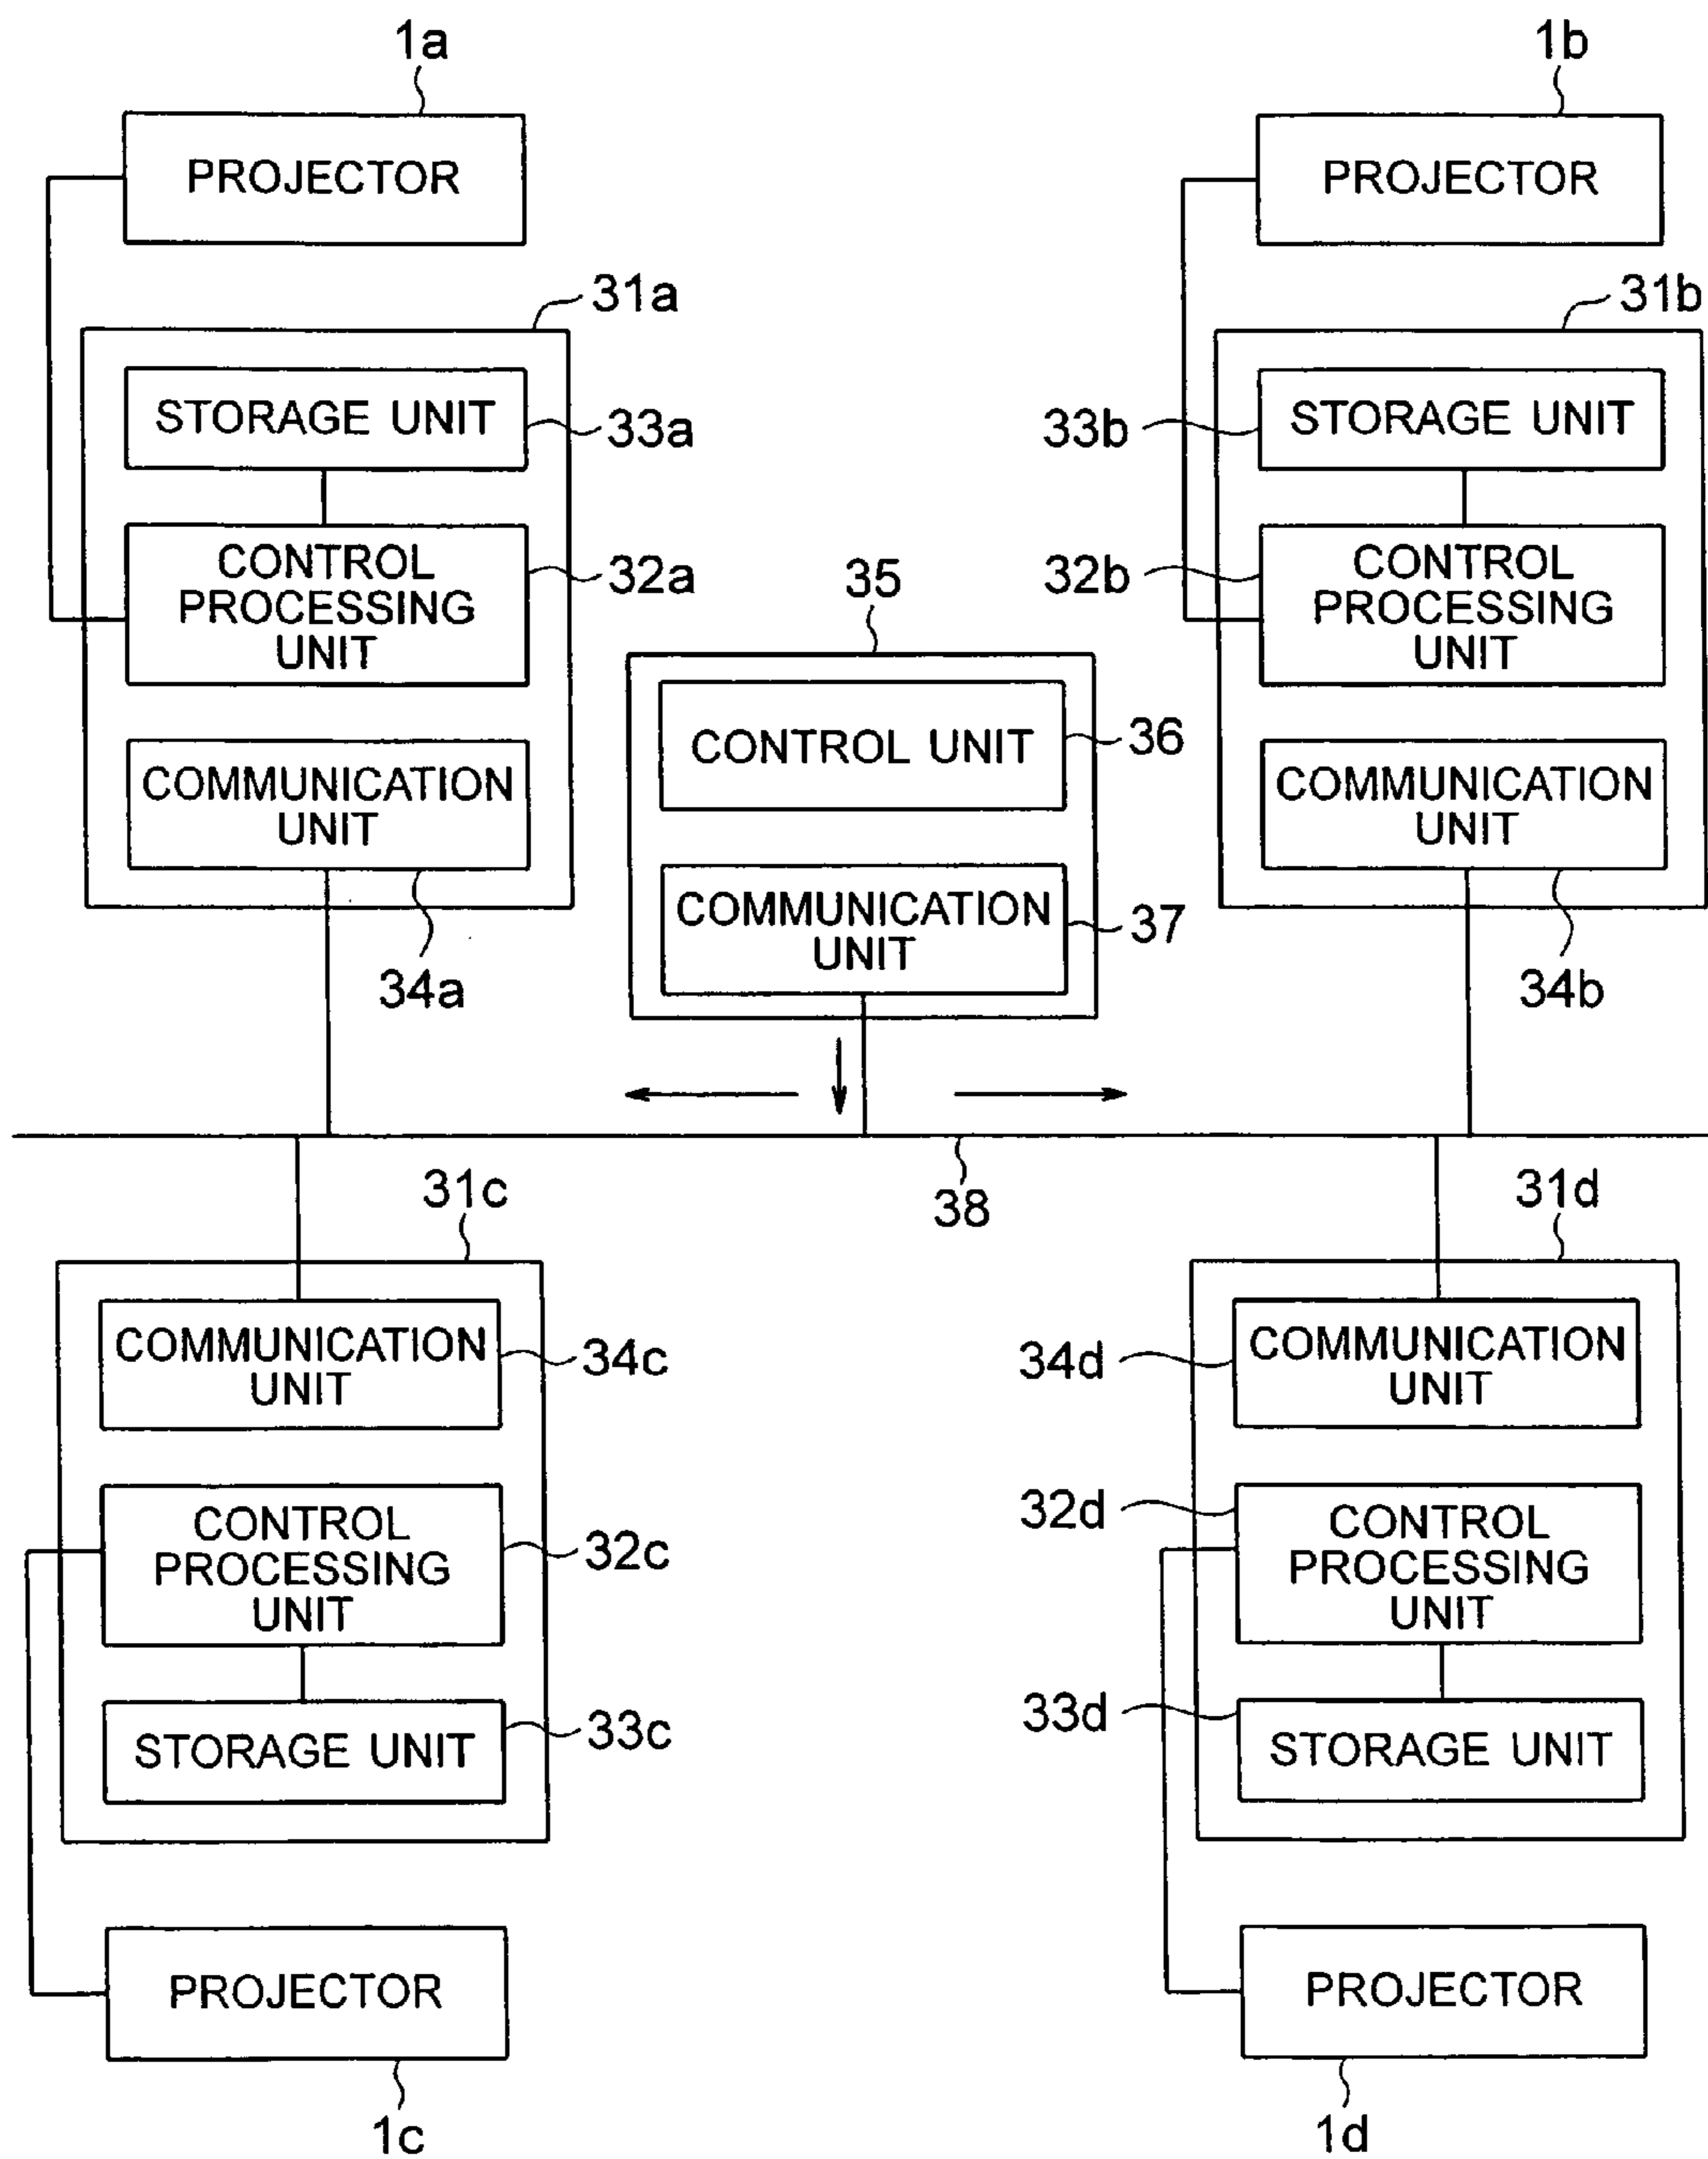 1a
1b
PROJECTOR
PROJECTOR
31a
31b
STORAGE UNIT
33a
33b
STORAGE UNIT
CONTROL
PROCESSING
UNIT
32a
35
32b
CONTROL
PROCESSING
UNIT
CONTROL UNIT
36
COMMUNICATION
UNIT
COMMUNICATION
UNIT
COMMUNICATION
UNIT
37
34a
34b
31c
38
31d
COMMUNICATION
UNIT
34c
34d
COMMUNICATION
UNIT
CONTROL
PROCESSING
UNIT
32c
32d
CONTROL
PROCESSING
UNIT
STORAGE UNIT
33c
33d
STORAGE UNIT
PROJECTOR
PROJECTOR
1c
1d